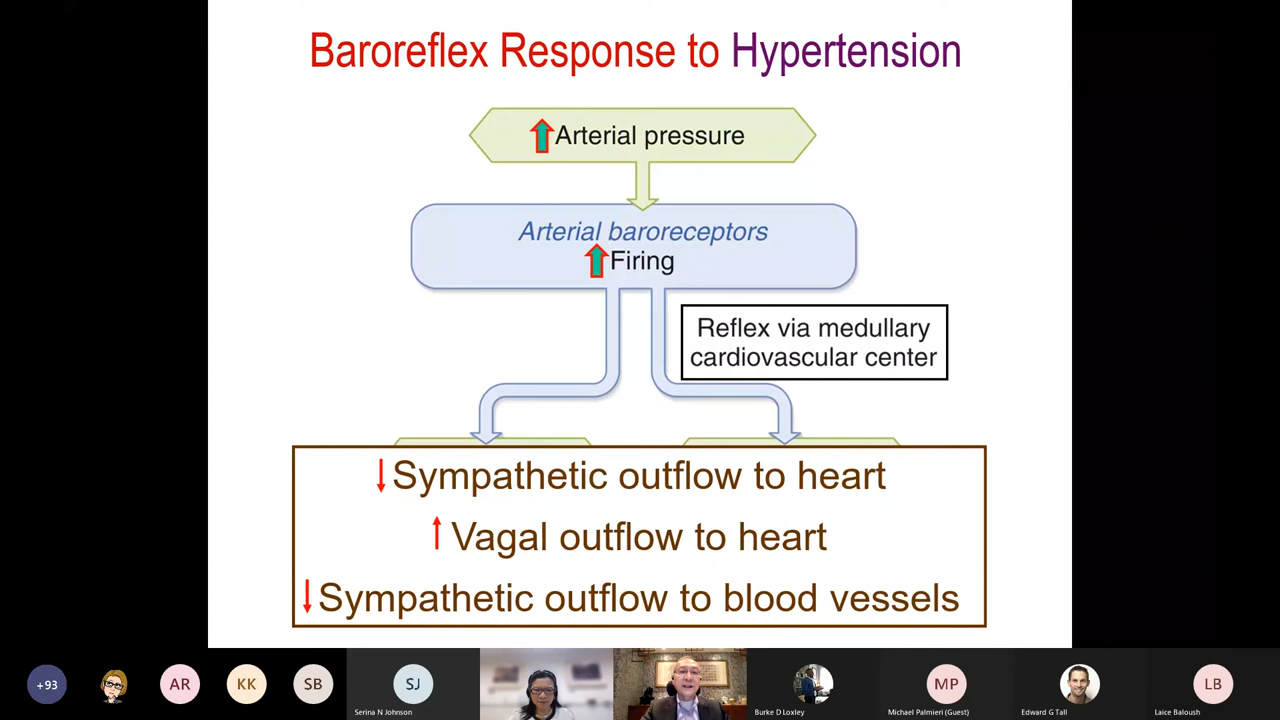 Baroreflex Response to Hypertension
Arterial pressure
Arterial baroreceptors
Firing
Reflex via medullary
cardiovascular center
Sympathetic outflow to heart
Vagal outflow to heart
Sympathetic outflow to blood vessels
+93
AR
KK
SB
SJ
Serina N Johnson
Burke D Loxley
MP
Michael Palmieri (Guest)
Edward G Tall
LB
Laice Baloush